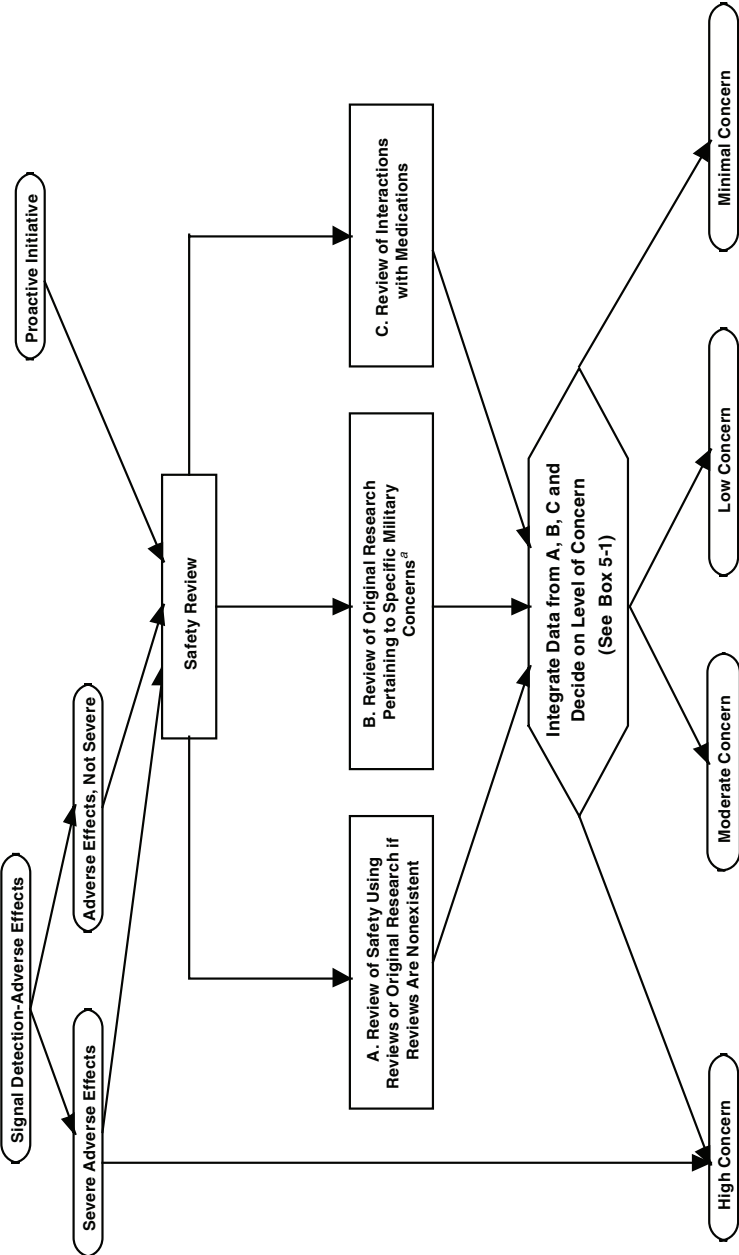 Signal Detection-Adverse Effects
Proactive Initiative
Severe Adverse Effects
Adverse Effects, Not Severe
Safety Review
A. Review of Safety Using
Reviews or Original Research if
Reviews Are Nonexistent
B. Review of Original Research
Pertaining to Specific Military
Concernsᵃ
C. Review of Interactions
with Medications
Integrate Data from A, B, C and
Decide on Level of Concern
(See Box 5-1)
High Concern
Moderate Concern
Low Concern
Minimal Concern